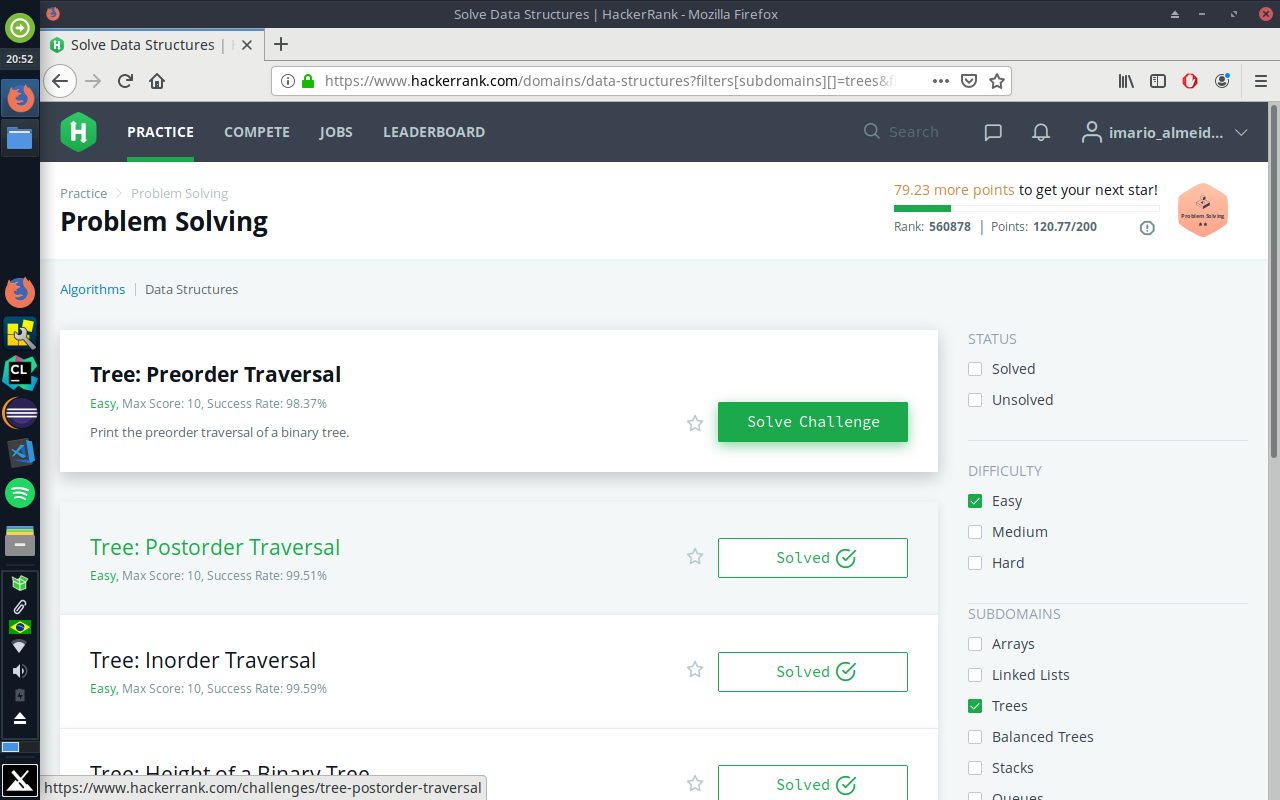 Solve Data Structures | HackerRank - Mozilla Firefox
20:52
Solve Data Structures |
https://www.hackerrank.com/domains/data-structures?filters[subdomains][]=trees&f
PRACTICE COMPETE JOBS LEADERBOARD Search imario_almeid...
Practice Problem Solving
Problem Solving
79.23 more points to get your next star!
Rank: 560878 | Points: 120.77/200
Problem Solving
Algorithms | Data Structures
Tree: Preorder Traversal
Easy, Max Score: 10, Success Rate: 98.37%
Print the preorder traversal of a binary tree.
Solve Challenge
Tree: Postorder Traversal
Easy, Max Score: 10, Success Rate: 99.51%
Solved
Tree: Inorder Traversal
Easy, Max Score: 10, Success Rate: 99.59%
Solved
Tree: Height of a Binary Tree
Solved
STATUS
Solved
Unsolved
DIFFICULTY
Easy
Medium
Hard
SUBDOMAINS
Arrays
Linked Lists
Trees
Balanced Trees
Stacks
Queues
CL
https://www.hackerrank.com/challenges/tree-postorder-traversal